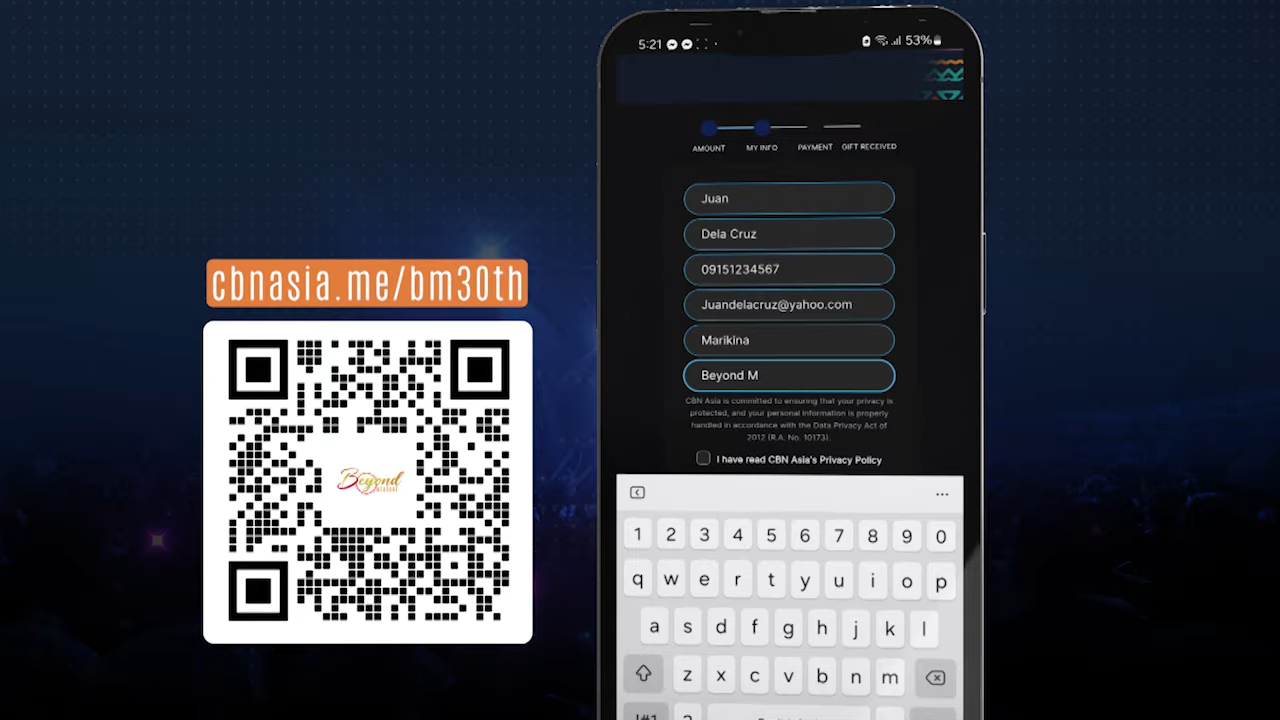 cbnasia.me/bm30th
Beyond
5:21
53%
AMOUNT
MY INFO
PAYMENT
GIFT RECEIVED
Juan
Dela Cruz
09151234567
Juandelacruz@yahoo.com
Marikina
Beyond M
CBN Asia is committed to ensuring that your privacy is
protected, and your personal information is properly
handled in accordance with the Data Privacy Act of
2012 (R.A. No. 10173).
I have read CBN Asia's Privacy Policy
1 2 3 4 5 6 7 8 9 0
q w e r t y u i o p
a s d f g h j k l
z x c v b n m
!#1